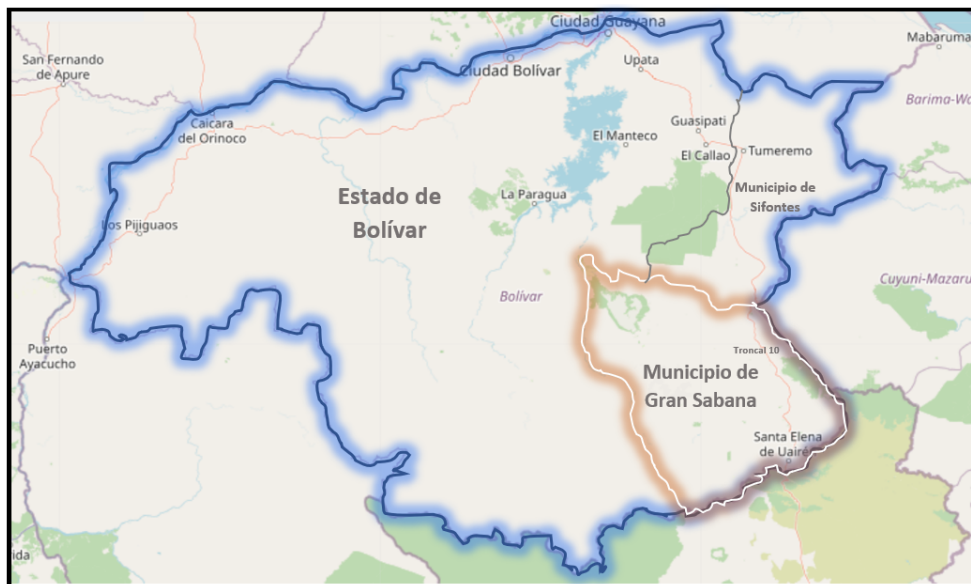 Ciudad Guayana
Mabaruma
San Fernando
de Apure
Upata
Ciudad Bolívar
Barima-Wa
Caicara
del Orinoco
Guasipati
El Manteco
El Callao
Tumeremo
Estado de
Bolívar
La Paragua
Municipio de
Sifontes
Los Pijiguaos
Bolívar
Cuyuni-Mazaru
Puerto
Ayacucho
Troncal 10
Municipio de
Gran Sabana
Santa Elena
de Uairén
ida